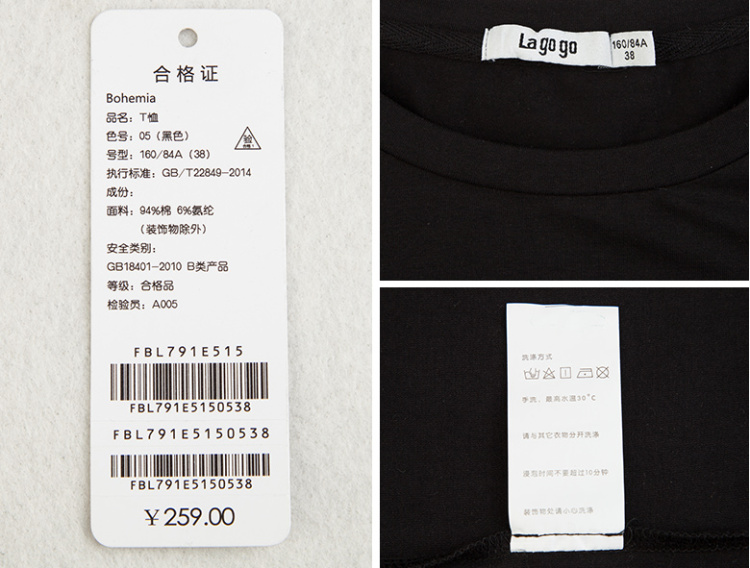 合格证
Bohemia
品名：T恤
色号：05（黑色）
号型：160/84A（38）
执行标准：GB/T22849-2014
成份：
面料：94%棉 6%氨纶
（装饰物除外）
安全类别：
GB18401-2010 B类产品
等级：合格品
检验员：A005
验
合格！
FBL791E515
FBL791E5150538
FBL791E5150538
FBL791E5150538
￥259.00
La go go
160/84A
38
洗涤方式
手洗，最高水温30°C
请与其它衣物分开洗涤
浸泡时间不要超过10分钟
装饰物处请小心洗涤